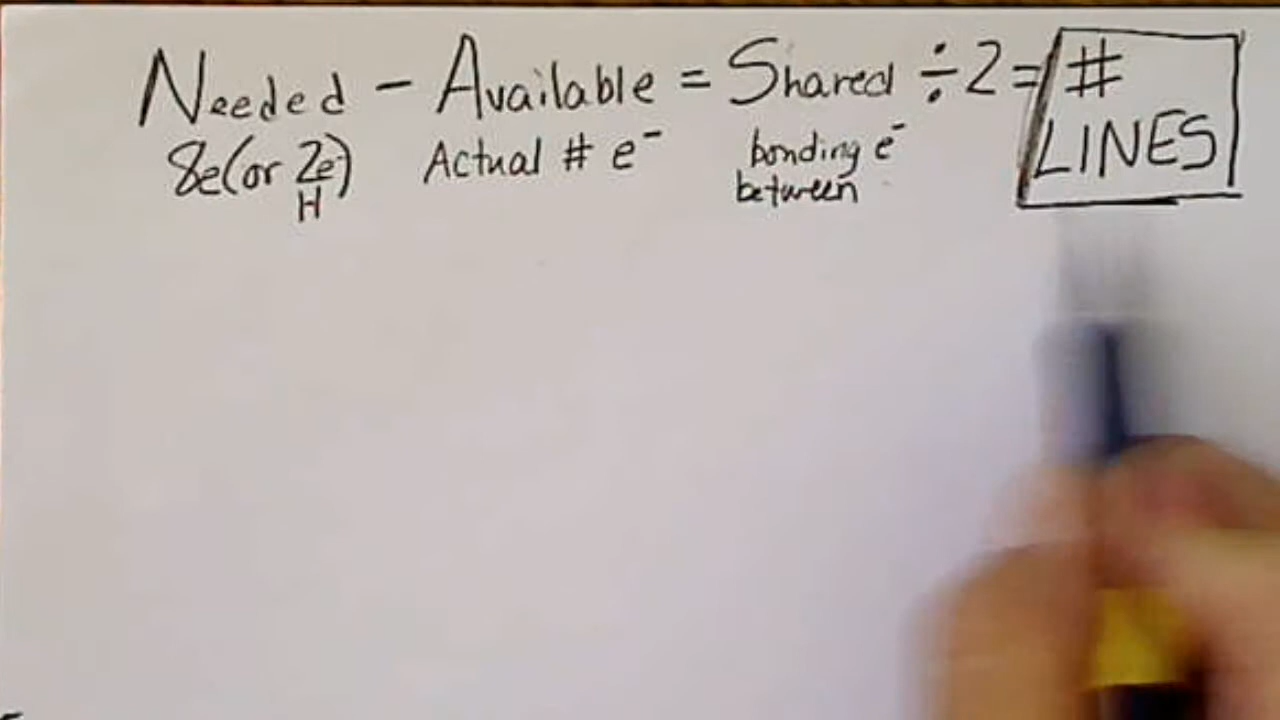 Needed - Available = Shared ÷ 2 = # LINES
8e(or 2e-) Actual # e⁻ bonding e⁻
H between